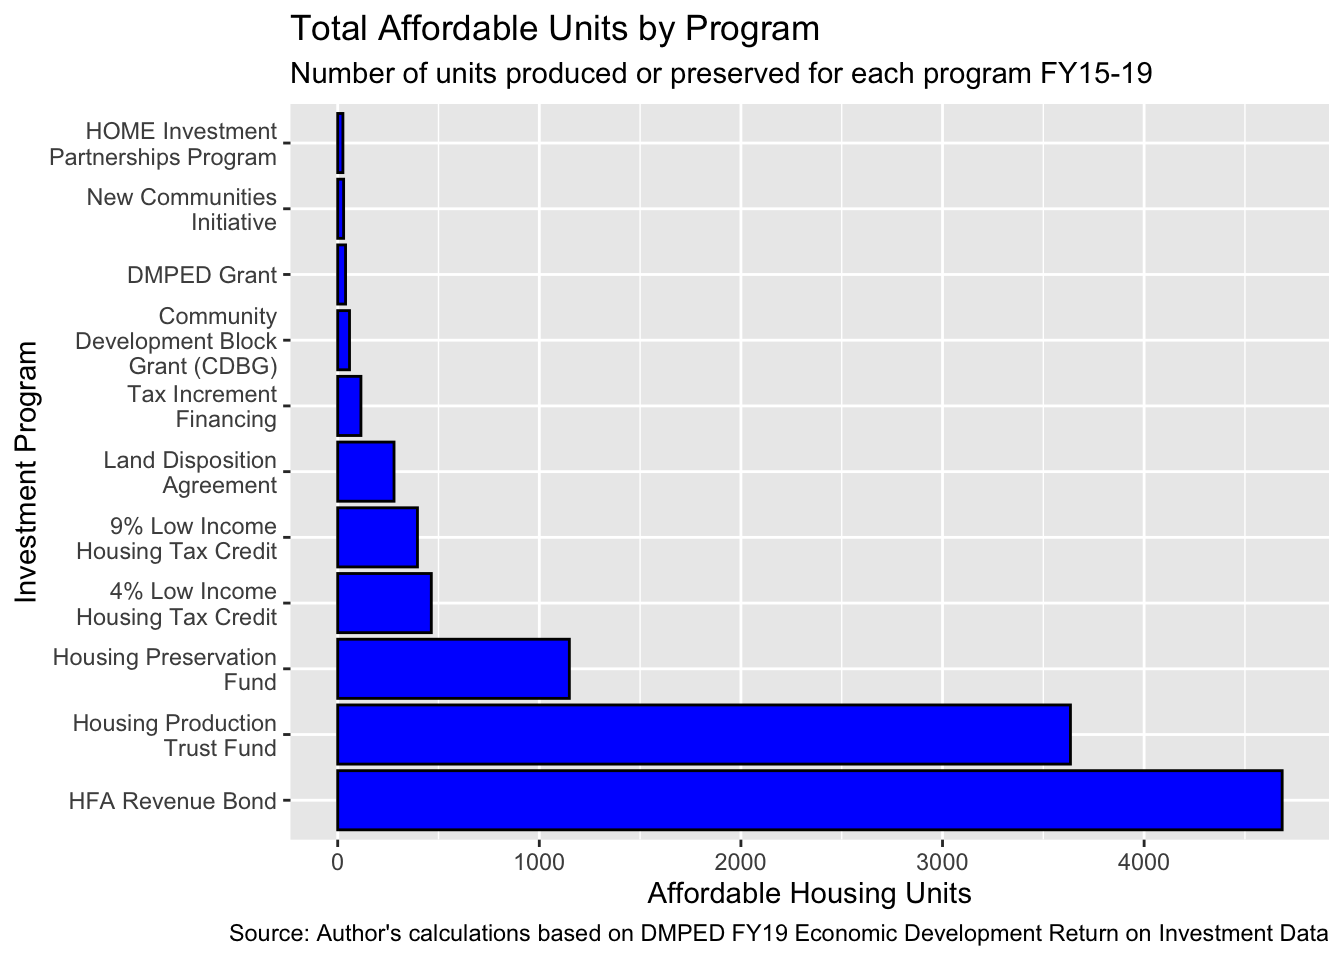 Total Affordable Units by Program
Number of units produced or preserved for each program FY15-19
HOME Investment
Partnerships Program
New Communities
Initiative
DMPED Grant
Community
Development Block
Grant (CDBG)
Tax Increment
Financing
Land Disposition
Agreement
9% Low Income
Housing Tax Credit
4% Low Income
Housing Tax Credit
Housing Preservation
Fund
Housing Production
Trust Fund
HFA Revenue Bond
Investment Program
0 1000 2000 3000 4000
Affordable Housing Units
Source: Author's calculations based on DMPED FY19 Economic Development Return on Investment Data